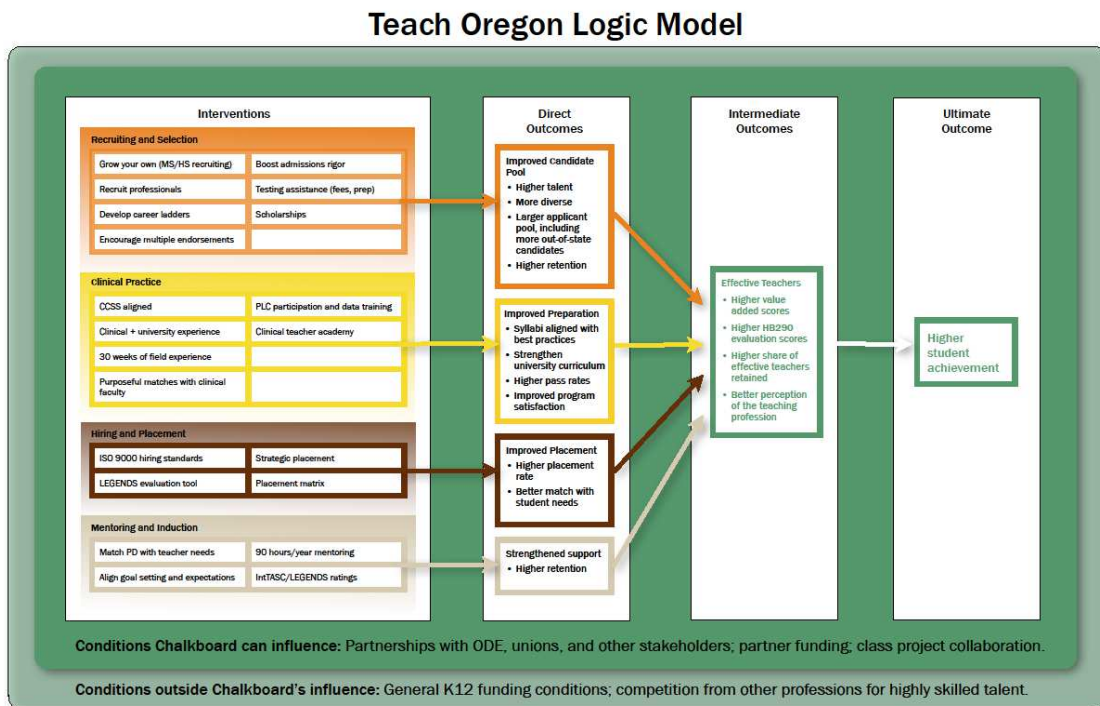 Teach Oregon Logic Model
Interventions
Recruiting and Selection
Grow your own (MS/HS recruiting)
Boost admissions rigor
Recruit professionals
Testing assistance (fees, prep)
Develop career ladders
Scholarships
Encourage multiple endorsements
Clinical Practice
CCSS aligned
PLC participation and data training
Clinical + university experience
Clinical teacher academy
30 weeks of field experience
Purposeful matches with clinical
faculty
Hiring and Placement
ISO 9000 hiring standards
Strategic placement
LEGENDS evaluation tool
Placement matrix
Mentoring and Induction
Match PD with teacher needs
90 hours/year mentoring
Align goal setting and expectations
IntTASC/LEGENDS ratings
Direct
Outcomes
Improved Candidate
Pool
• Higher talent
• More diverse
• Larger applicant
pool, including
more out-of-state
candidates
• Higher retention
Improved Preparation
• Syllabi aligned with
best practices
• Strengthen
university curriculum
• Higher pass rates
• Improved program
satisfaction
Improved Placement
• Higher placement
rate
• Better match with
student needs
Strengthened support
• Higher retention
Intermediate
Outcomes
Effective Teachers
• Higher value
added scores
• Higher HB290
evaluation scores
• Higher share of
effective teachers
retained
• Better perception
of the teaching
profession
Ultimate
Outcome
Higher
student
achievement
Conditions Chalkboard can influence: Partnerships with ODE, unions, and other stakeholders; partner funding; class project collaboration.
Conditions outside Chalkboard's influence: General K12 funding conditions; competition from other professions for highly skilled talent.